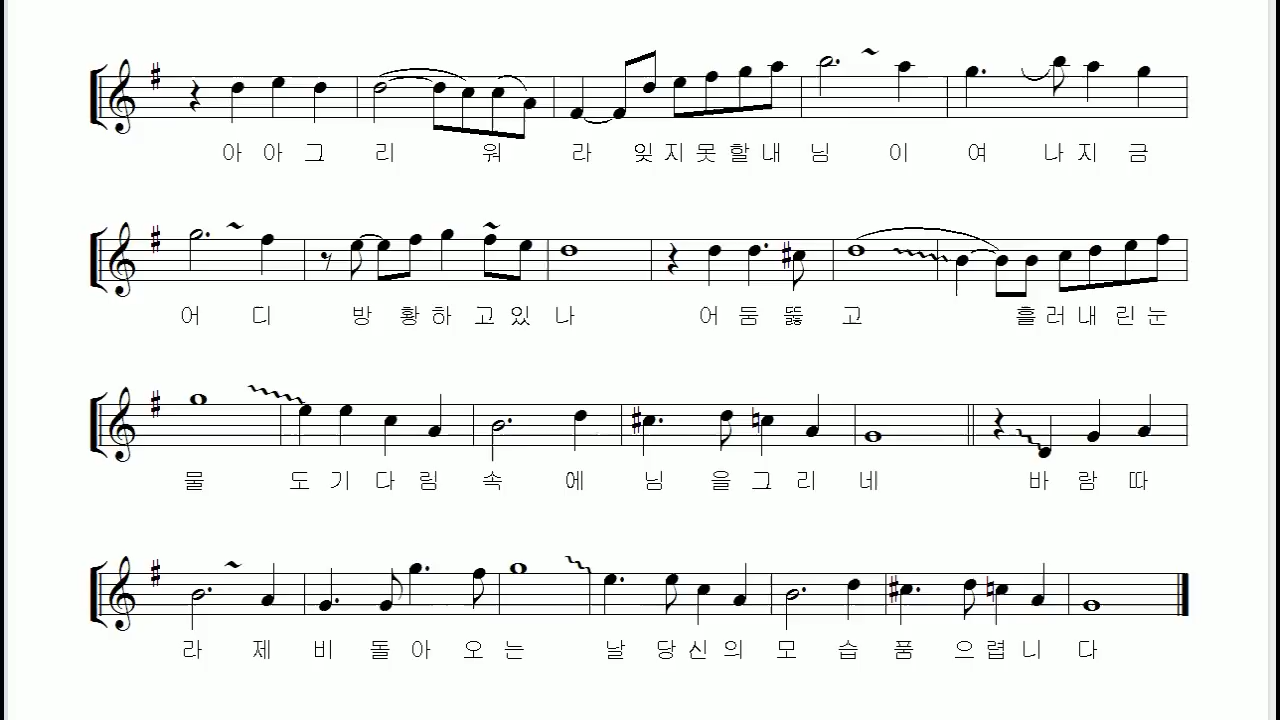 아 아 그 리 워 라 잊 지 못 할 내 님 이 여 나 지 금
어 디 방 황 하 고 있 나 어 둠 뚫 고 흘 러 내 린 눈
물 도 기 다 림 속 에 님 을 그 리 네 바 람 따
라 제 비 돌 아 오 는 날 당 신 의 모 습 품 으 렵 니 다